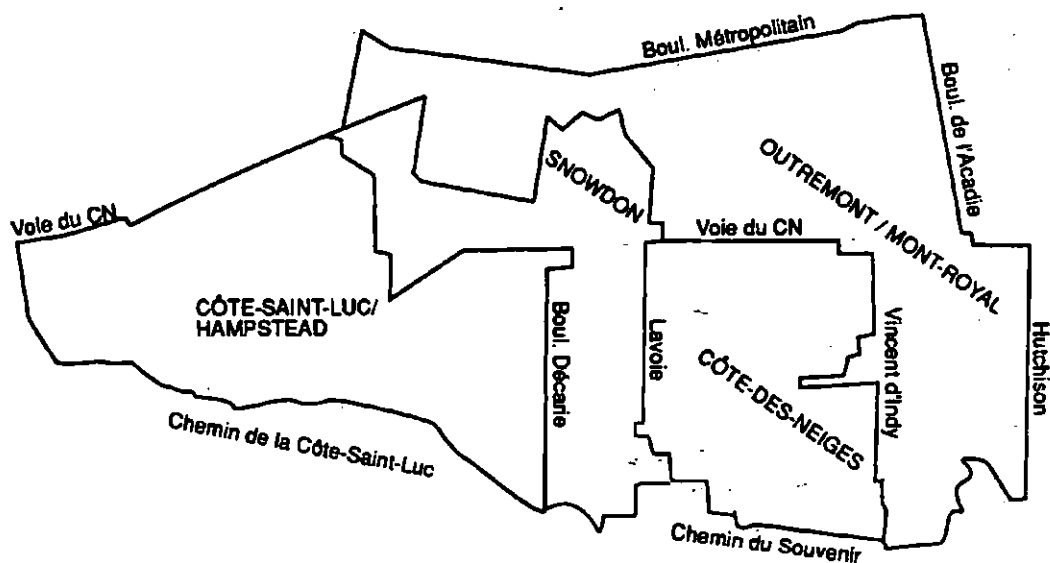 Boul. Métropolitain
Boul. de l'Acadie
SNOWDON
OUTREMONT / MONT-ROYAL
Voie du CN
Voie du CN
CÔTE-SAINT-LUC/
HAMPSTEAD
Boul. Décarie
Lavoie
CÔTE-DES-NEIGES
Vincent d'Indy
Hutchison
Chemin de la Côte-Saint-Luc
Chemin du Souvenir